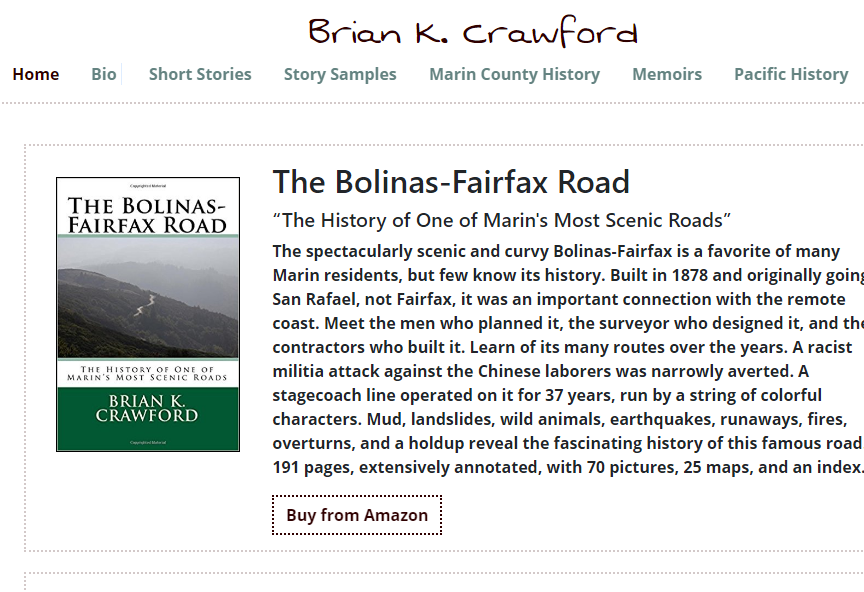 Brian K. Crawford
Home Bio Short Stories Story Samples Marin County History Memoirs Pacific History
THE BOLINAS-
FAIRFAX ROAD
THE HISTORY OF ONE OF
MARIN'S MOST SCENIC ROADS
BRIAN K.
CRAWFORD
The Bolinas-Fairfax Road
“The History of One of Marin's Most Scenic Roads”
The spectacularly scenic and curvy Bolinas-Fairfax is a favorite of many
Marin residents, but few know its history. Built in 1878 and originally going
San Rafael, not Fairfax, it was an important connection with the remote
coast. Meet the men who planned it, the surveyor who designed it, and the
contractors who built it. Learn of its many routes over the years. A racist
militia attack against the Chinese laborers was narrowly averted. A
stagecoach line operated on it for 37 years, run by a string of colorful
characters. Mud, landslides, wild animals, earthquakes, runaways, fires,
overturns, and a holdup reveal the fascinating history of this famous road
191 pages, extensively annotated, with 70 pictures, 25 maps, and an index.
Buy from Amazon